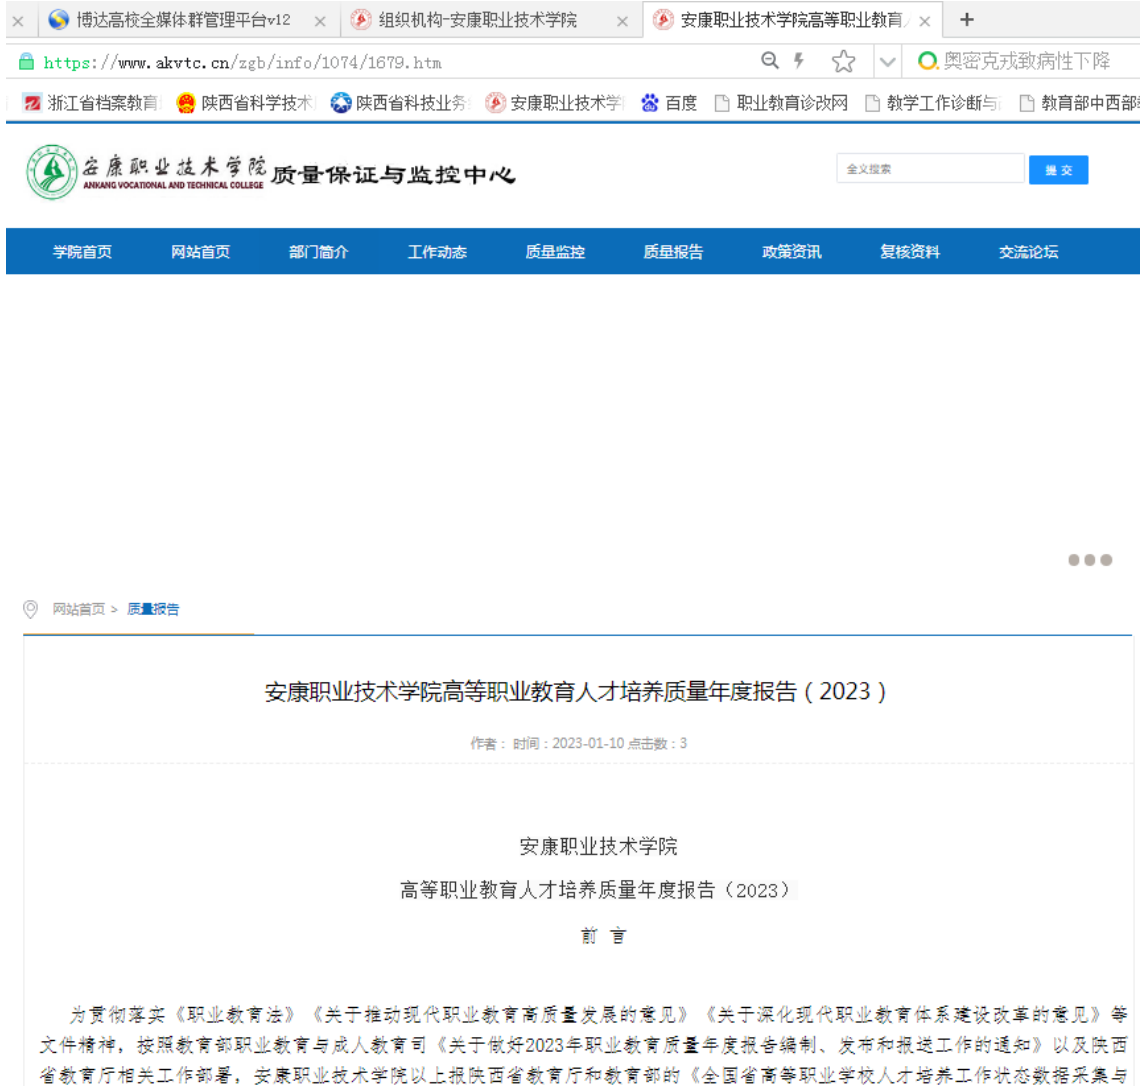 博达高校全媒体群管理平台v12
组织机构-安康职业技术学院
安康职业技术学院高等职业教育
https://www.akvtc.cn/zgb/info/1074/1679.htm
奥密克戎致病性下降
浙江省档案教育 陕西省科学技术 陕西省科技业务 安康职业技术学 百度 职业教育诊改网 教学工作诊断与 教育部中西部
安康职业技术学院 质量保证与监控中心
ANKANG VOCATIONAL AND TECHNICAL COLLEGE
全义搜索 提交
学院首页 网站首页 部门简介 工作动态 质量监控 质量报告 政策资讯 复核资料 交流论坛
网站首页 > 质量报告
安康职业技术学院高等职业教育人才培养质量年度报告（2023）
作者： 时间：2023-01-10 点击数：3
安康职业技术学院
高等职业教育人才培养质量年度报告（2023）
前 言
为贯彻落实《职业教育法》《关于推动现代职业教育高质量发展的意见》《关于深化现代职业教育体系建设改革的意见》等
文件精神，按照教育部职业教育与成人教育司《关于做好2023年职业教育质量年度报告编制、发布和报送工作的通知》以及陕西
省教育厅相关工作部署，安康职业技术学院以上报陕西省教育厅和教育部的《全国省高等职业学校人才培养工作状态数据采集与